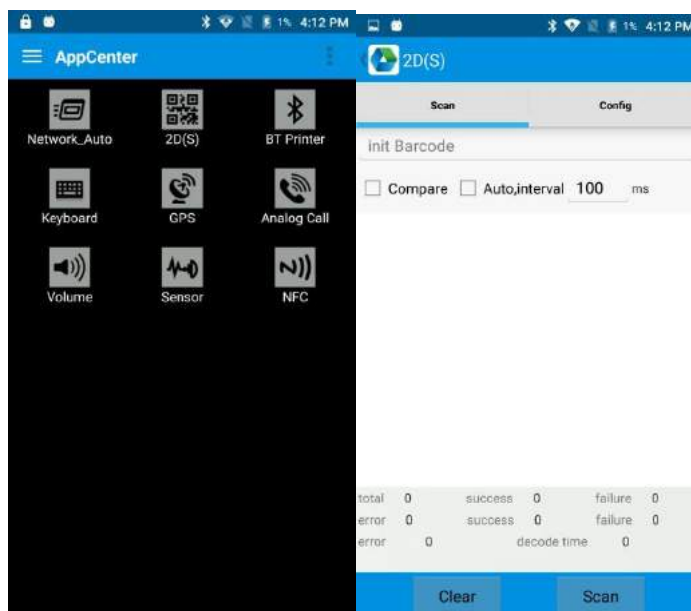 1% 4:12 PM
AppCenter
Network_Auto
2D(S)
BT Printer
Keyboard
GPS
Analog Call
Volume
Sensor
NFC
1% 4:12 PM
2D(S)
Scan
Config
init Barcode
Compare Auto,interval 100 ms
total 0 success 0 failure 0
error 0 success 0 failure 0
error 0 decode time 0
Clear
Scan